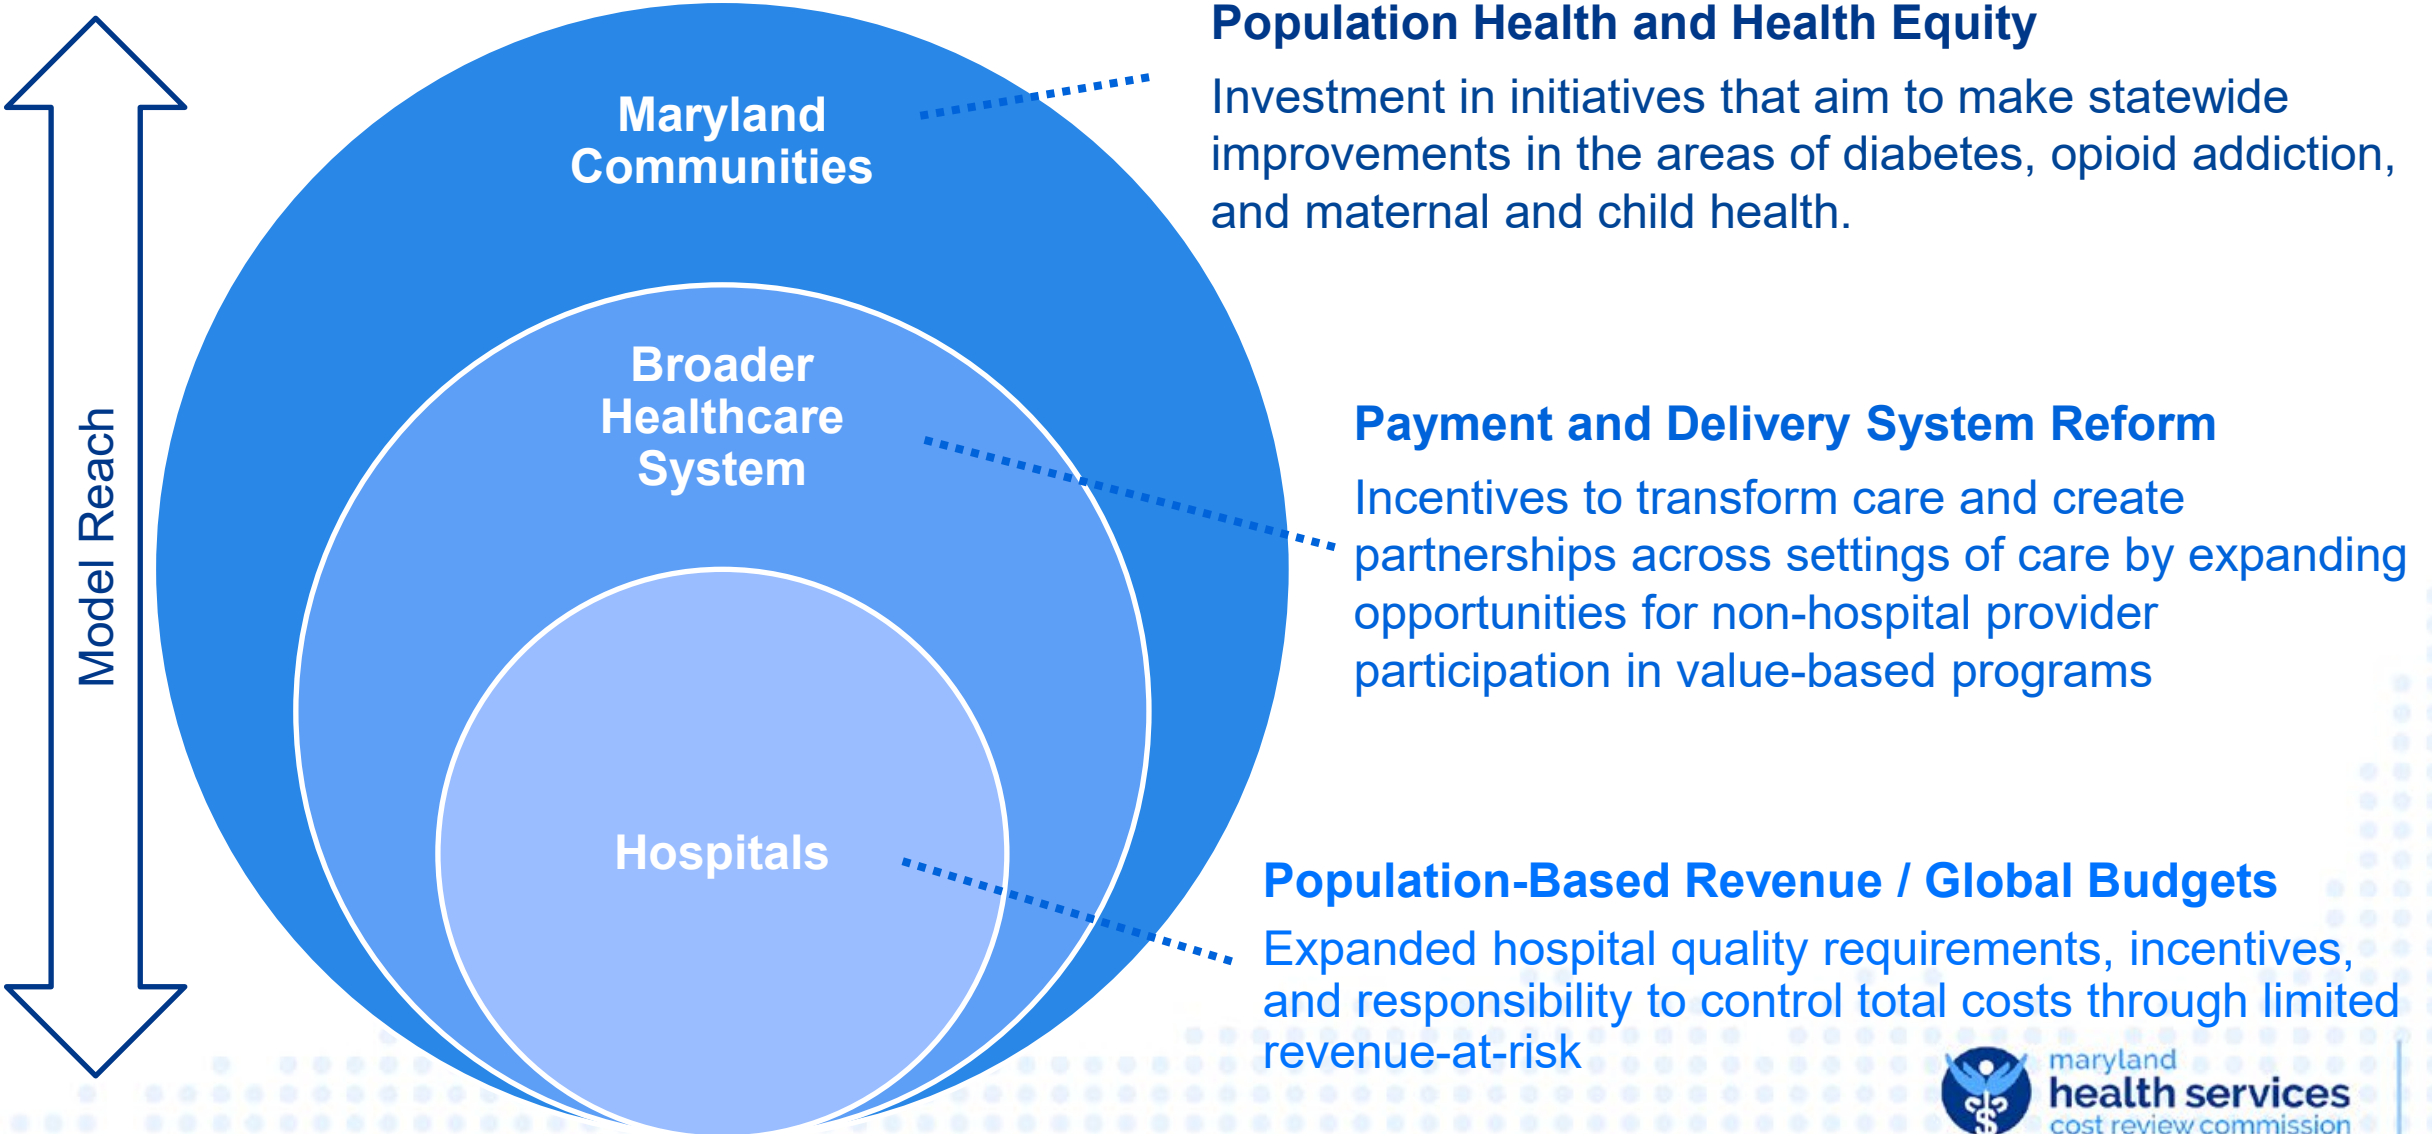 Population Health and Health Equity
Investment in initiatives that aim to make statewide
improvements in the areas of diabetes, opioid addiction,
and maternal and child health.
Maryland
Communities
Broader
Healthcare
System
Payment and Delivery System Reform
Incentives to transform care and create
partnerships across settings of care by expanding
opportunities for non-hospital provider
participation in value-based programs
Model Reach
Hospitals
Population-Based Revenue / Global Budgets
Expanded hospital quality requirements, incentives,
and responsibility to control total costs through limited
revenue-at-risk
maryland
health services
cost review commission